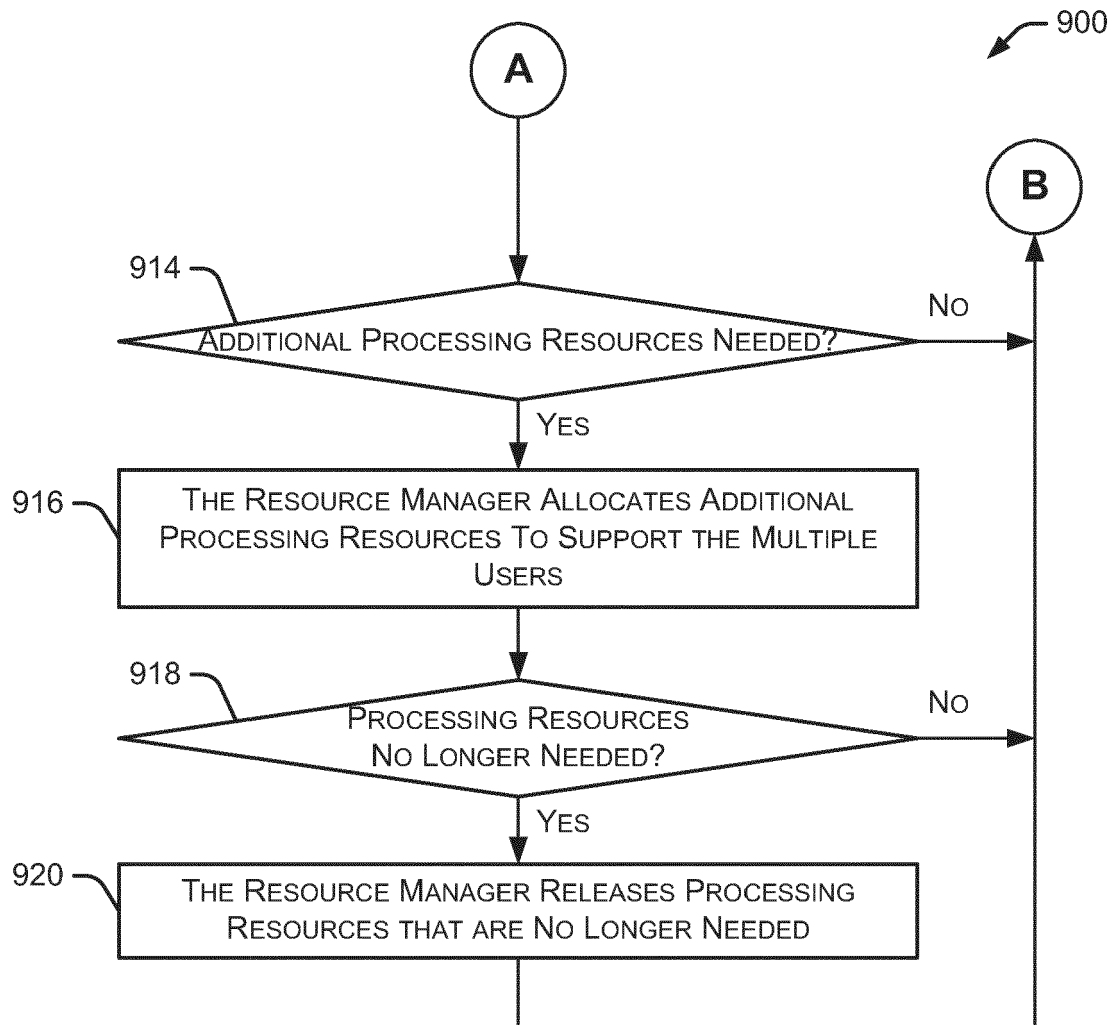 900
A
B
914
ADDITIONAL PROCESSING RESOURCES NEEDED?
NO
YES
916
THE RESOURCE MANAGER ALLOCATES ADDITIONAL
PROCESSING RESOURCES TO SUPPORT THE MULTIPLE
USERS
918
PROCESSING RESOURCES
NO LONGER NEEDED?
NO
YES
920
THE RESOURCE MANAGER RELEASES PROCESSING
RESOURCES THAT ARE NO LONGER NEEDED